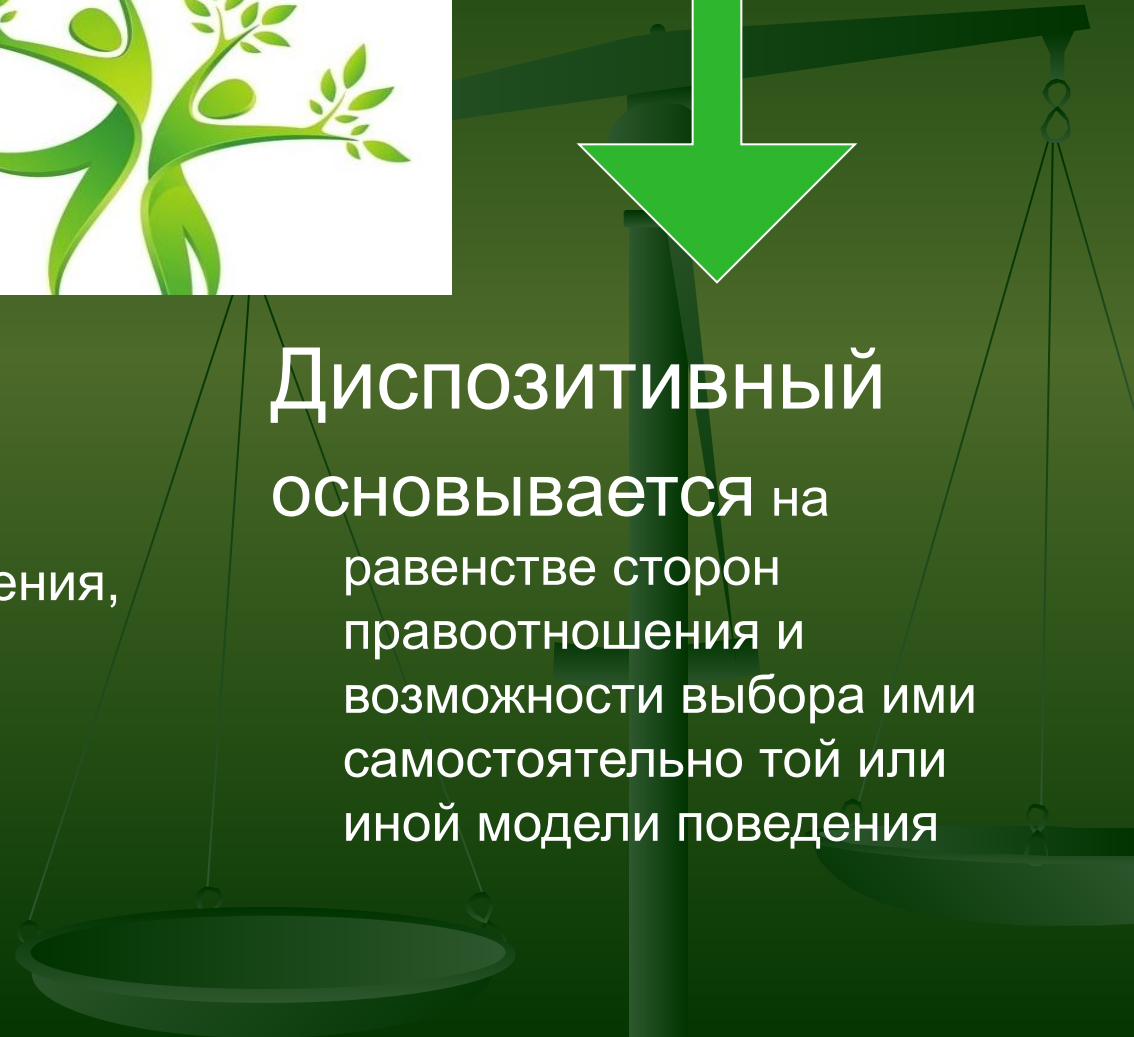 Диспозитивный
основывается на
равенстве сторон
ения,
правоотношения и
возможности выбора ими
самостоятельно той или
иной модели поведения